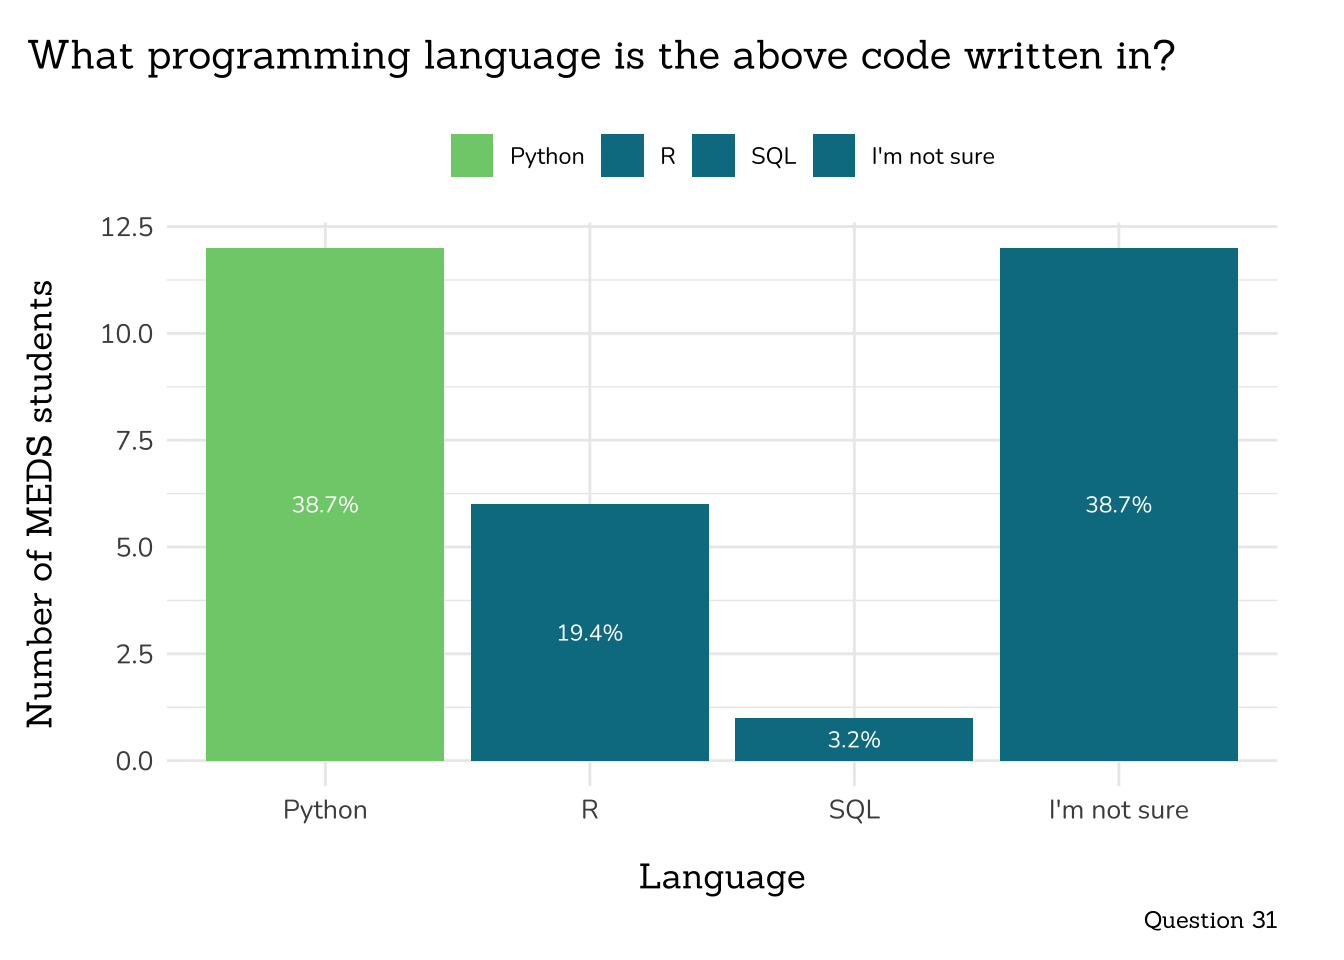 What programming language is the above code written in?
Python R SQL I'm not sure
Number of MEDS students
12.5
10.0
7.5
5.0
2.5
0.0
38.7%
19.4%
3.2%
38.7%
Python R SQL I'm not sure
Language
Question 31